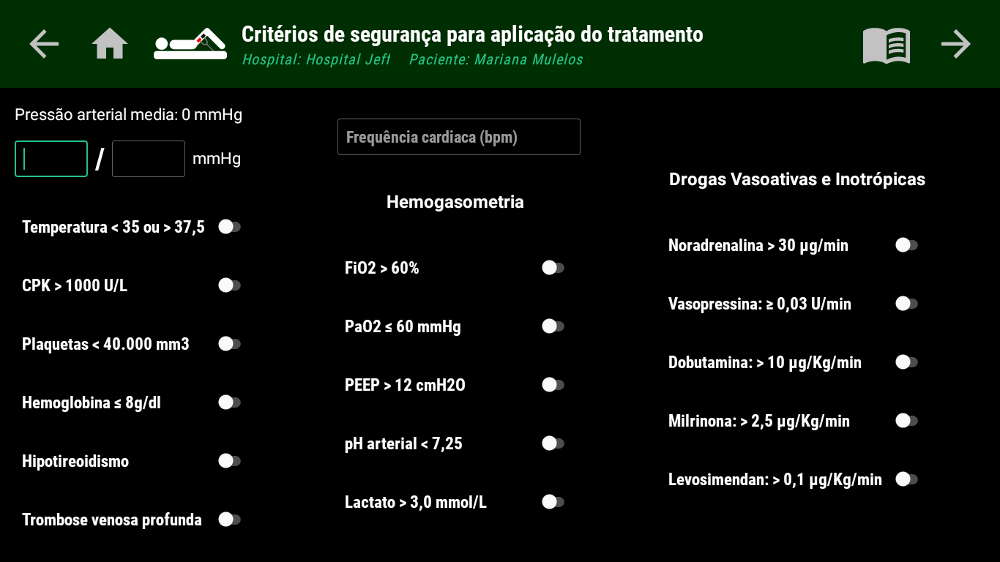 Critérios de segurança para aplicação do tratamento
Hospital: Hospital Jeff Paciente: Mariana Mulelos
Pressão arterial media: 0 mmHg
/ mmHg
Temperatura < 35 ou > 37,5
CPK > 1000 U/L
Plaquetas < 40.000 mm3
Hemoglobina ≤ 8g/dl
Hipotireoidismo
Trombose venosa profunda
Frequência cardiaca (bpm)
Hemogasometria
FiO2 > 60%
PaO2 ≤ 60 mmHg
PEEP > 12 cmH2O
pH arterial < 7,25
Lactato > 3,0 mmol/L
Drogas Vasoativas e Inotrópicas
Noradrenalina > 30 µg/min
Vasopressina: ≥ 0,03 U/min
Dobutamina: > 10 µg/Kg/min
Milrinona: > 2,5 µg/Kg/min
Levosimendan: > 0,1 µg/Kg/min